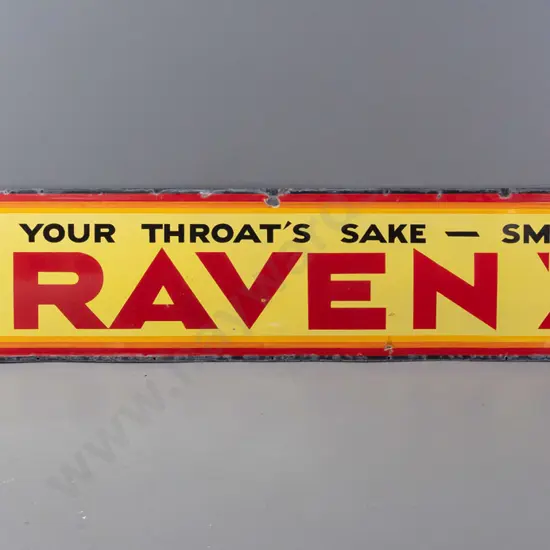 YOUR THROAT'S SAKE — SM
RAVEN